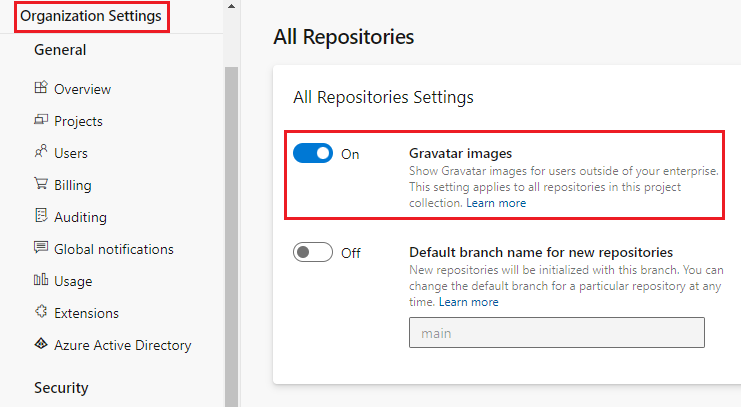 Organization Settings
General
Overview
Projects
Users
Billing
Auditing
Global notifications
Usage
Extensions
Azure Active Directory
Security
All Repositories
All Repositories Settings
On
Gravatar images
Show Gravatar images for users outside of your enterprise.
This setting applies to all repositories in this project
collection. Learn more
Off
Default branch name for new repositories
New repositories will be initialized with this branch. You can
change the default branch for a particular repository at any
time. Learn more
main